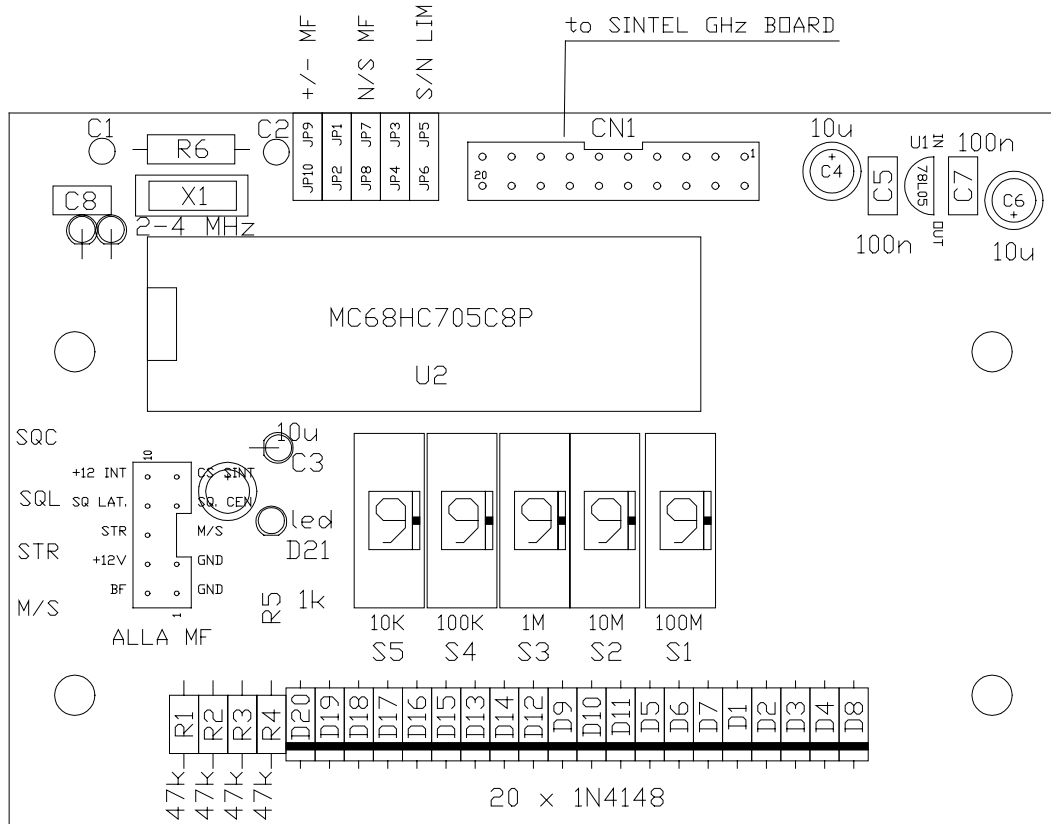 to SINTEL GHz BOARD
+/- MF
N/S MF
S/N LIM
C1
R6
C2
JP9
JP1
JP7
JP3
JP5
JP10
JP2
JP8
JP4
JP6
CN1
1
20
10u
C4
C5
100n
U1
IN
78L05
OUT
100n
C7
C6
10u
C8
X1
2-4 MHz
MC68HC705C8P
U2
SQC
SQL
STR
M/S
10
+12 INT
CS SINT
SQ LAT.
SQ. CEN
STR
M/S
+12V
GND
BF
GND
1
ALLA MF
10u
C3
led
D21
R5
1k
9
9
9
9
9
10K
100K
1M
10M
100M
S5
S4
S3
S2
S1
R1
R2
R3
R4
D20
D19
D18
D17
D16
D15
D13
D14
D12
D9
D10
D11
D5
D6
D7
D1
D2
D3
D4
D8
47k
47k
47k
47k
20 x 1N4148